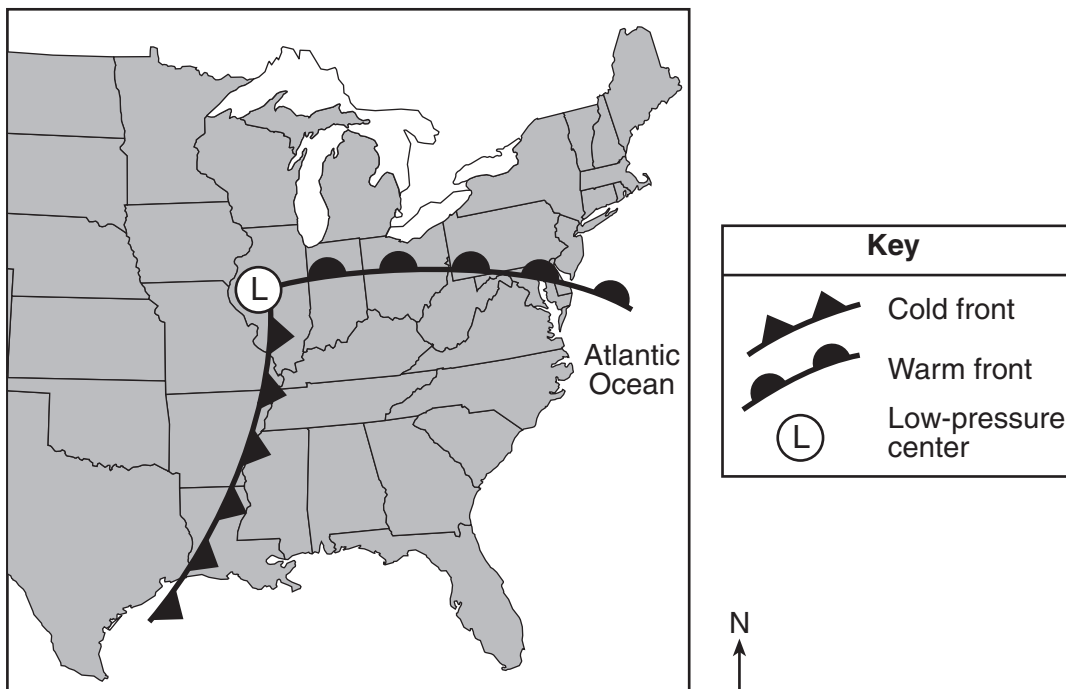 L
Atlantic
Ocean
Key
Cold front
Warm front
L
Low-pressure
center
N